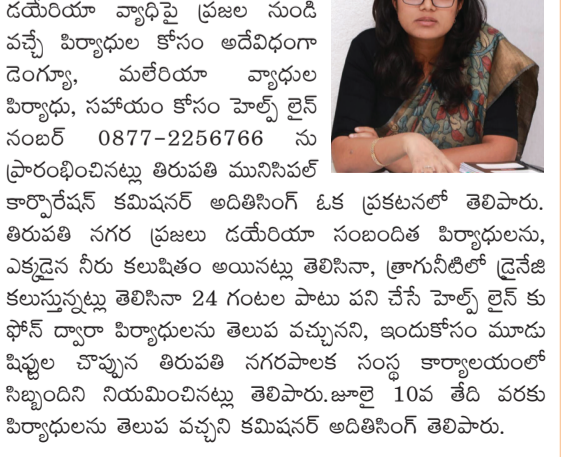 డయేరియా వ్యాధిపై ప్రజల నుండి
వచ్చే పిర్యాధుల కోసం అదేవిధంగా
డెంగ్యూ, మలేరియా వ్యాధుల
పిర్యాధు, సహాయం కోసం హెల్ప్ లైన్
నంబర్ 0877-2256766 ను
ప్రారంభించినట్లు తిరుపతి మునిసిపల్
కార్పొరేషన్ కమిషనర్ అదితిసింగ్ ఓక ప్రకటనలో తెలిపారు.
తిరుపతి నగర ప్రజలు డయేరియా సంబందిత పిర్యాధులను,
ఎక్కడైన నీరు కలుషితం అయినట్లు తెలిసినా, త్రాగునీటిలో డ్రైనేజి
కలుస్తున్నట్లు తెలిసినా 24 గంటల పాటు పని చేసే హెల్ప్ లైన్ కు
ఫోన్ ద్వారా పిర్యాధులను తెలుప వచ్చునని, ఇందుకోసం మూడు
షిఫ్టుల చొప్పున తిరుపతి నగరపాలక సంస్థ కార్యాలయంలో
సిబ్బందిని నియమించినట్లు తెలిపారు.జూలై 10వ తేది వరకు
పిర్యాధులను తెలుప వచ్చని కమిషనర్ అదితిసింగ్ తెలిపారు.